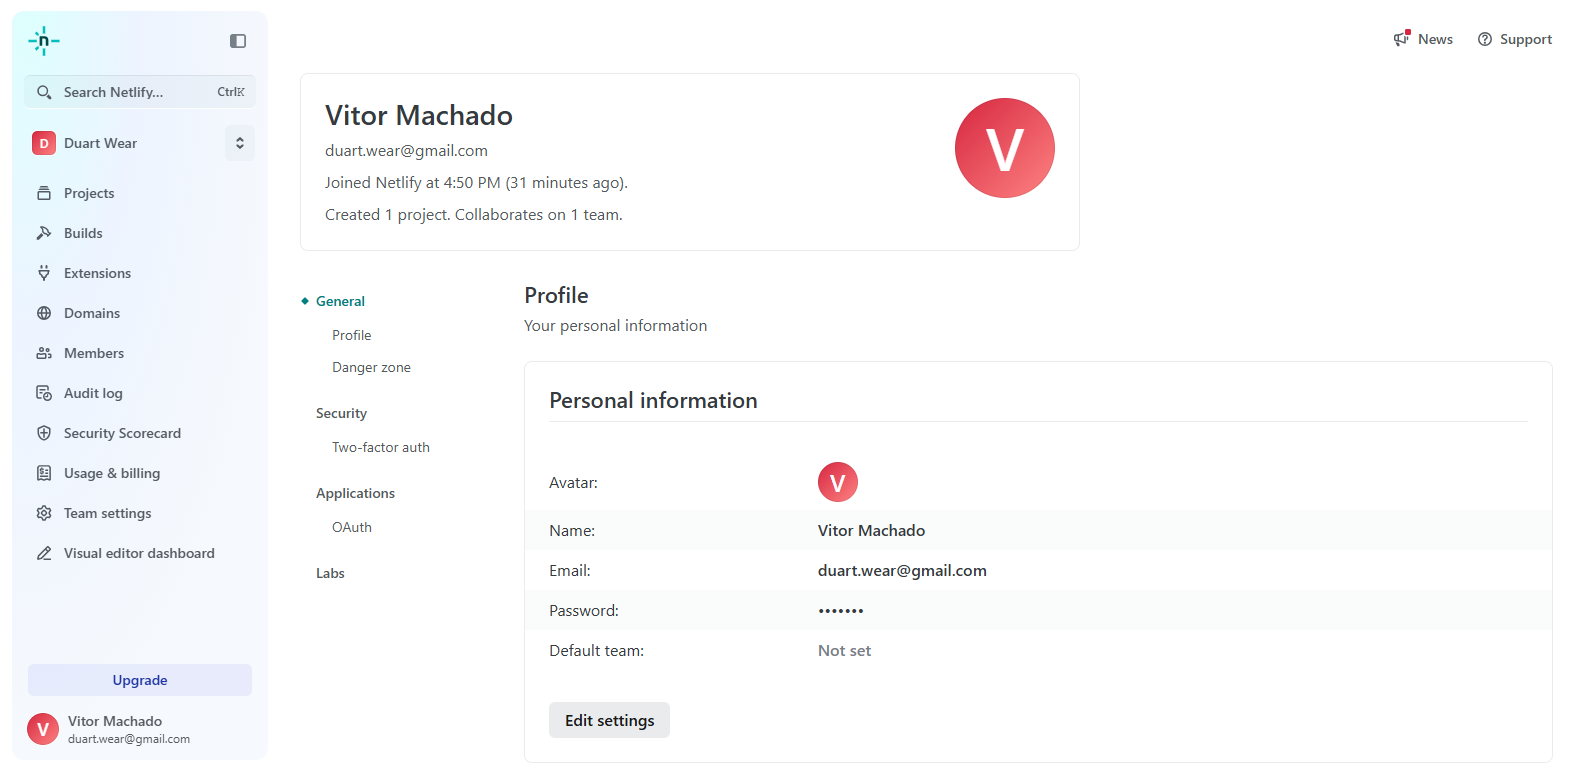 n
Search Netlify...
CtrlK
D
Duart Wear
Projects
Builds
Extensions
Domains
Members
Audit log
Security Scorecard
Usage & billing
Team settings
Visual editor dashboard
Upgrade
V
Vitor Machado
duart.wear@gmail.com
News
Support
Vitor Machado
duart.wear@gmail.com
Joined Netlify at 4:50 PM (31 minutes ago).
Created 1 project. Collaborates on 1 team.
V
General
Profile
Danger zone
Security
Two-factor auth
Applications
OAuth
Labs
Profile
Your personal information
Personal information
Avatar:
V
Name:
Vitor Machado
Email:
duart.wear@gmail.com
Password:
•••••••
Default team:
Not set
Edit settings